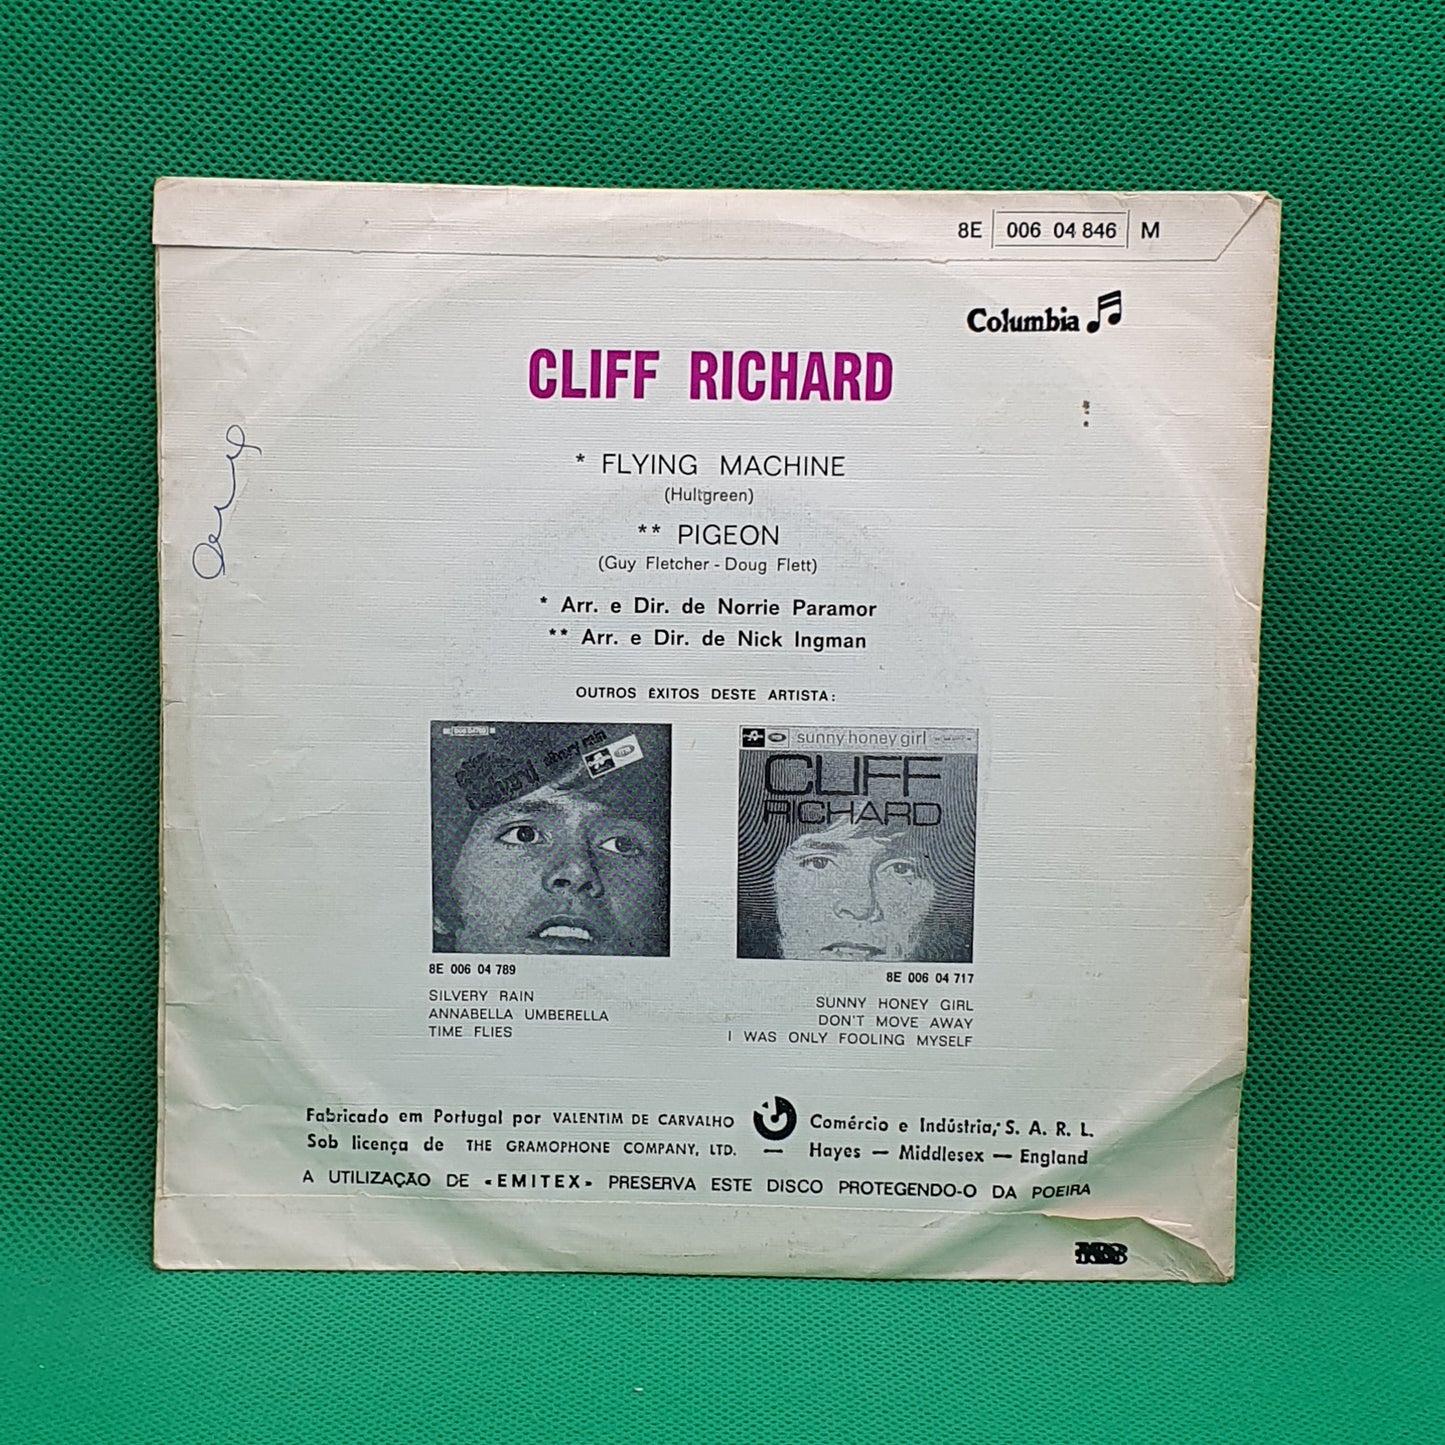 8E 006 04 846 M
Columbia
CLIFF RICHARD
* FLYING MACHINE
(Hultgreen)
** PIGEON
(Guy Fletcher - Doug Flett)
* Arr. e Dir. de Norrie Paramor
** Arr. e Dir. de Nick Ingman
OUTROS ÊXITOS DESTE ARTISTA:
006 04789
silvery rain
8E 006 04 789
SILVERY RAIN
ANNABELLA UMBERELLA
TIME FLIES
sunny honey girl
CLIFF
RICHARD
8E 006 04 717
SUNNY HONEY GIRL
DON'T MOVE AWAY
I WAS ONLY FOOLING MYSELF
Fabricado em Portugal por VALENTIM DE CARVALHO Comércio e Indústria, S. A. R. L.
Sob licença de THE GRAMOPHONE COMPANY, LTD. — Hayes — Middlesex — England
A UTILIZAÇÃO DE «EMITEX» PRESERVA ESTE DISCO PROTEGENDO-O DA POEIRA